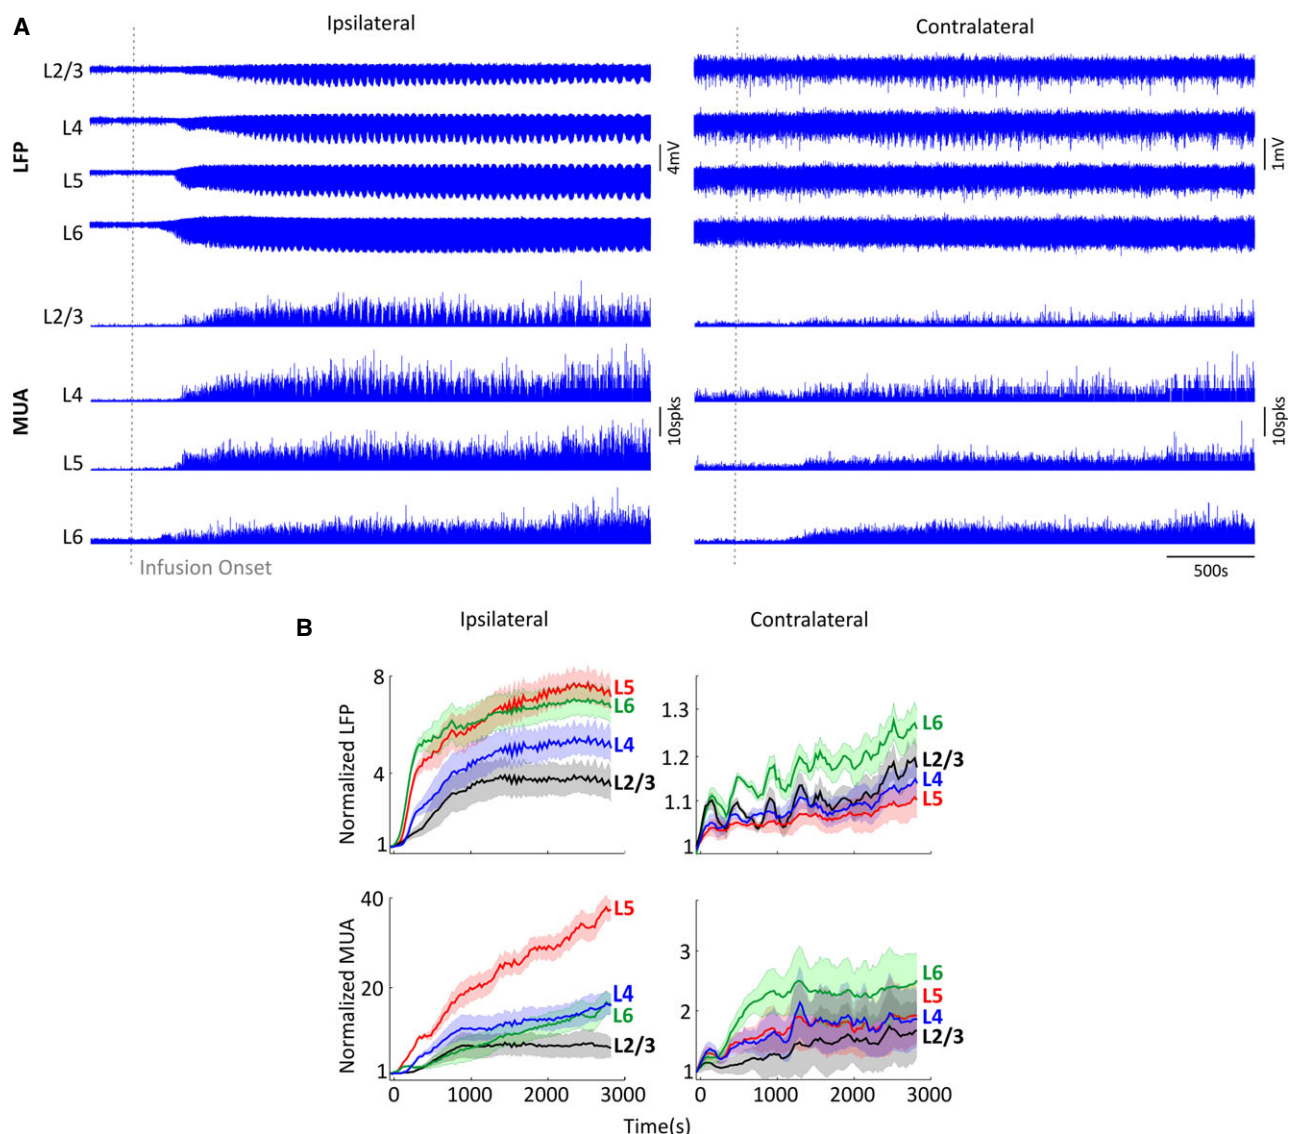 A
Ipsilateral
Contralateral
LFP
L2/3
L4
L5
L6
4mV
1mV
MUA
L2/3
L4
L5
L6
10spks
10spks
Infusion Onset
500s
B
Ipsilateral
Contralateral
Normalized LFP
8
4
1
L5
L6
L4
L2/3
1.3
1.2
1.1
1
L6
L2/3
L4
L5
Normalized MUA
40
20
1
L5
L4
L6
L2/3
3
2
1
L6
L5
L4
L2/3
0 1000 2000 3000
0 1000 2000 3000
Time(s)